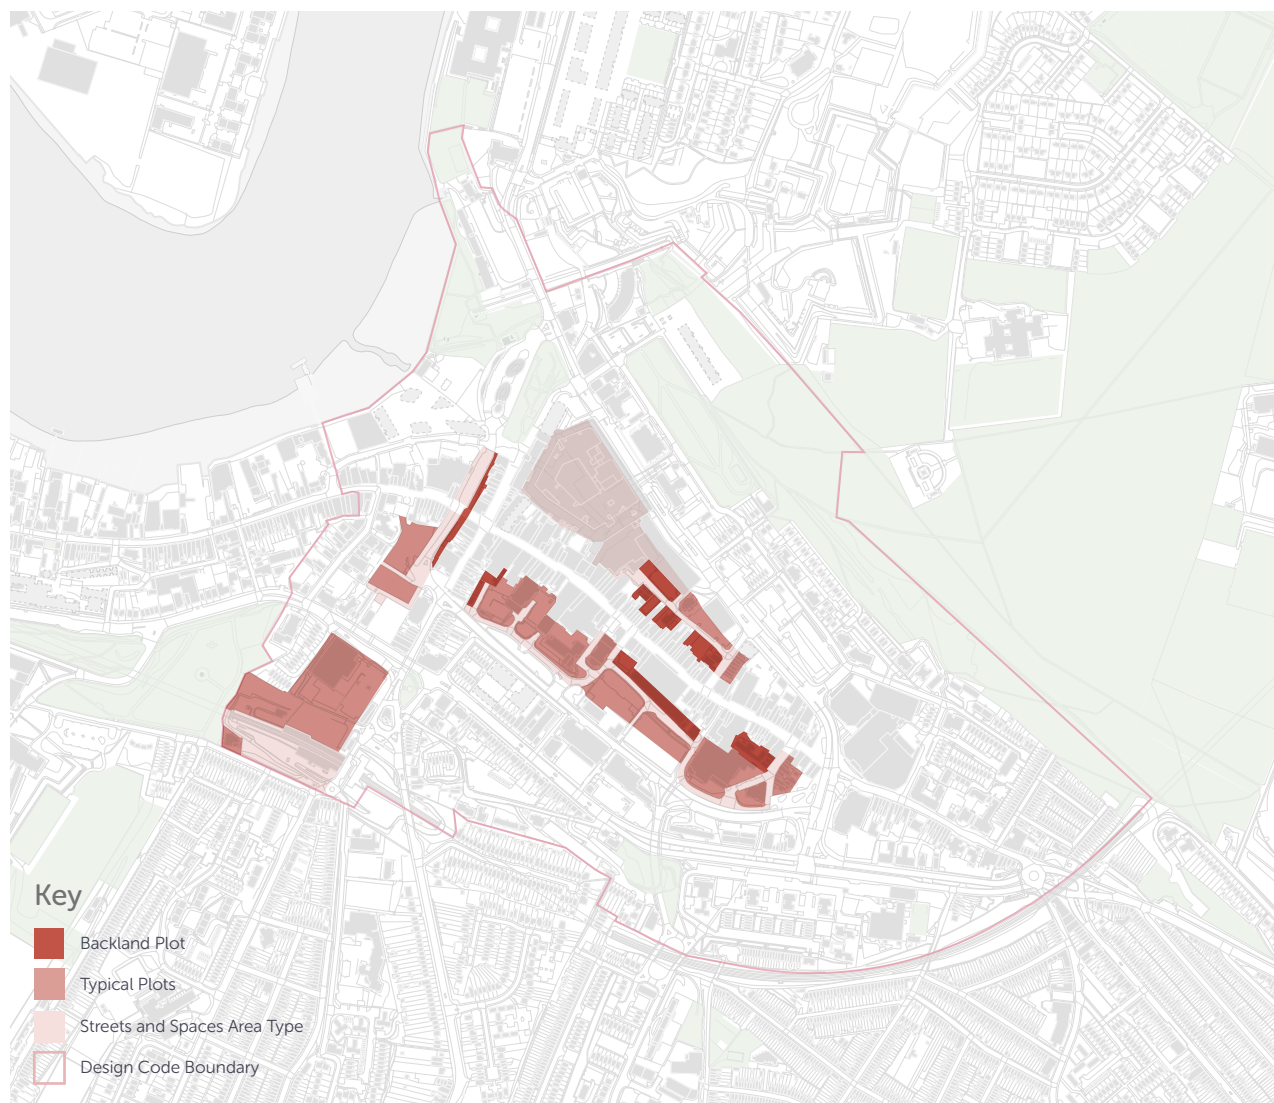 Key
Backland Plot
Typical Plots
Streets and Spaces Area Type
Design Code Boundary